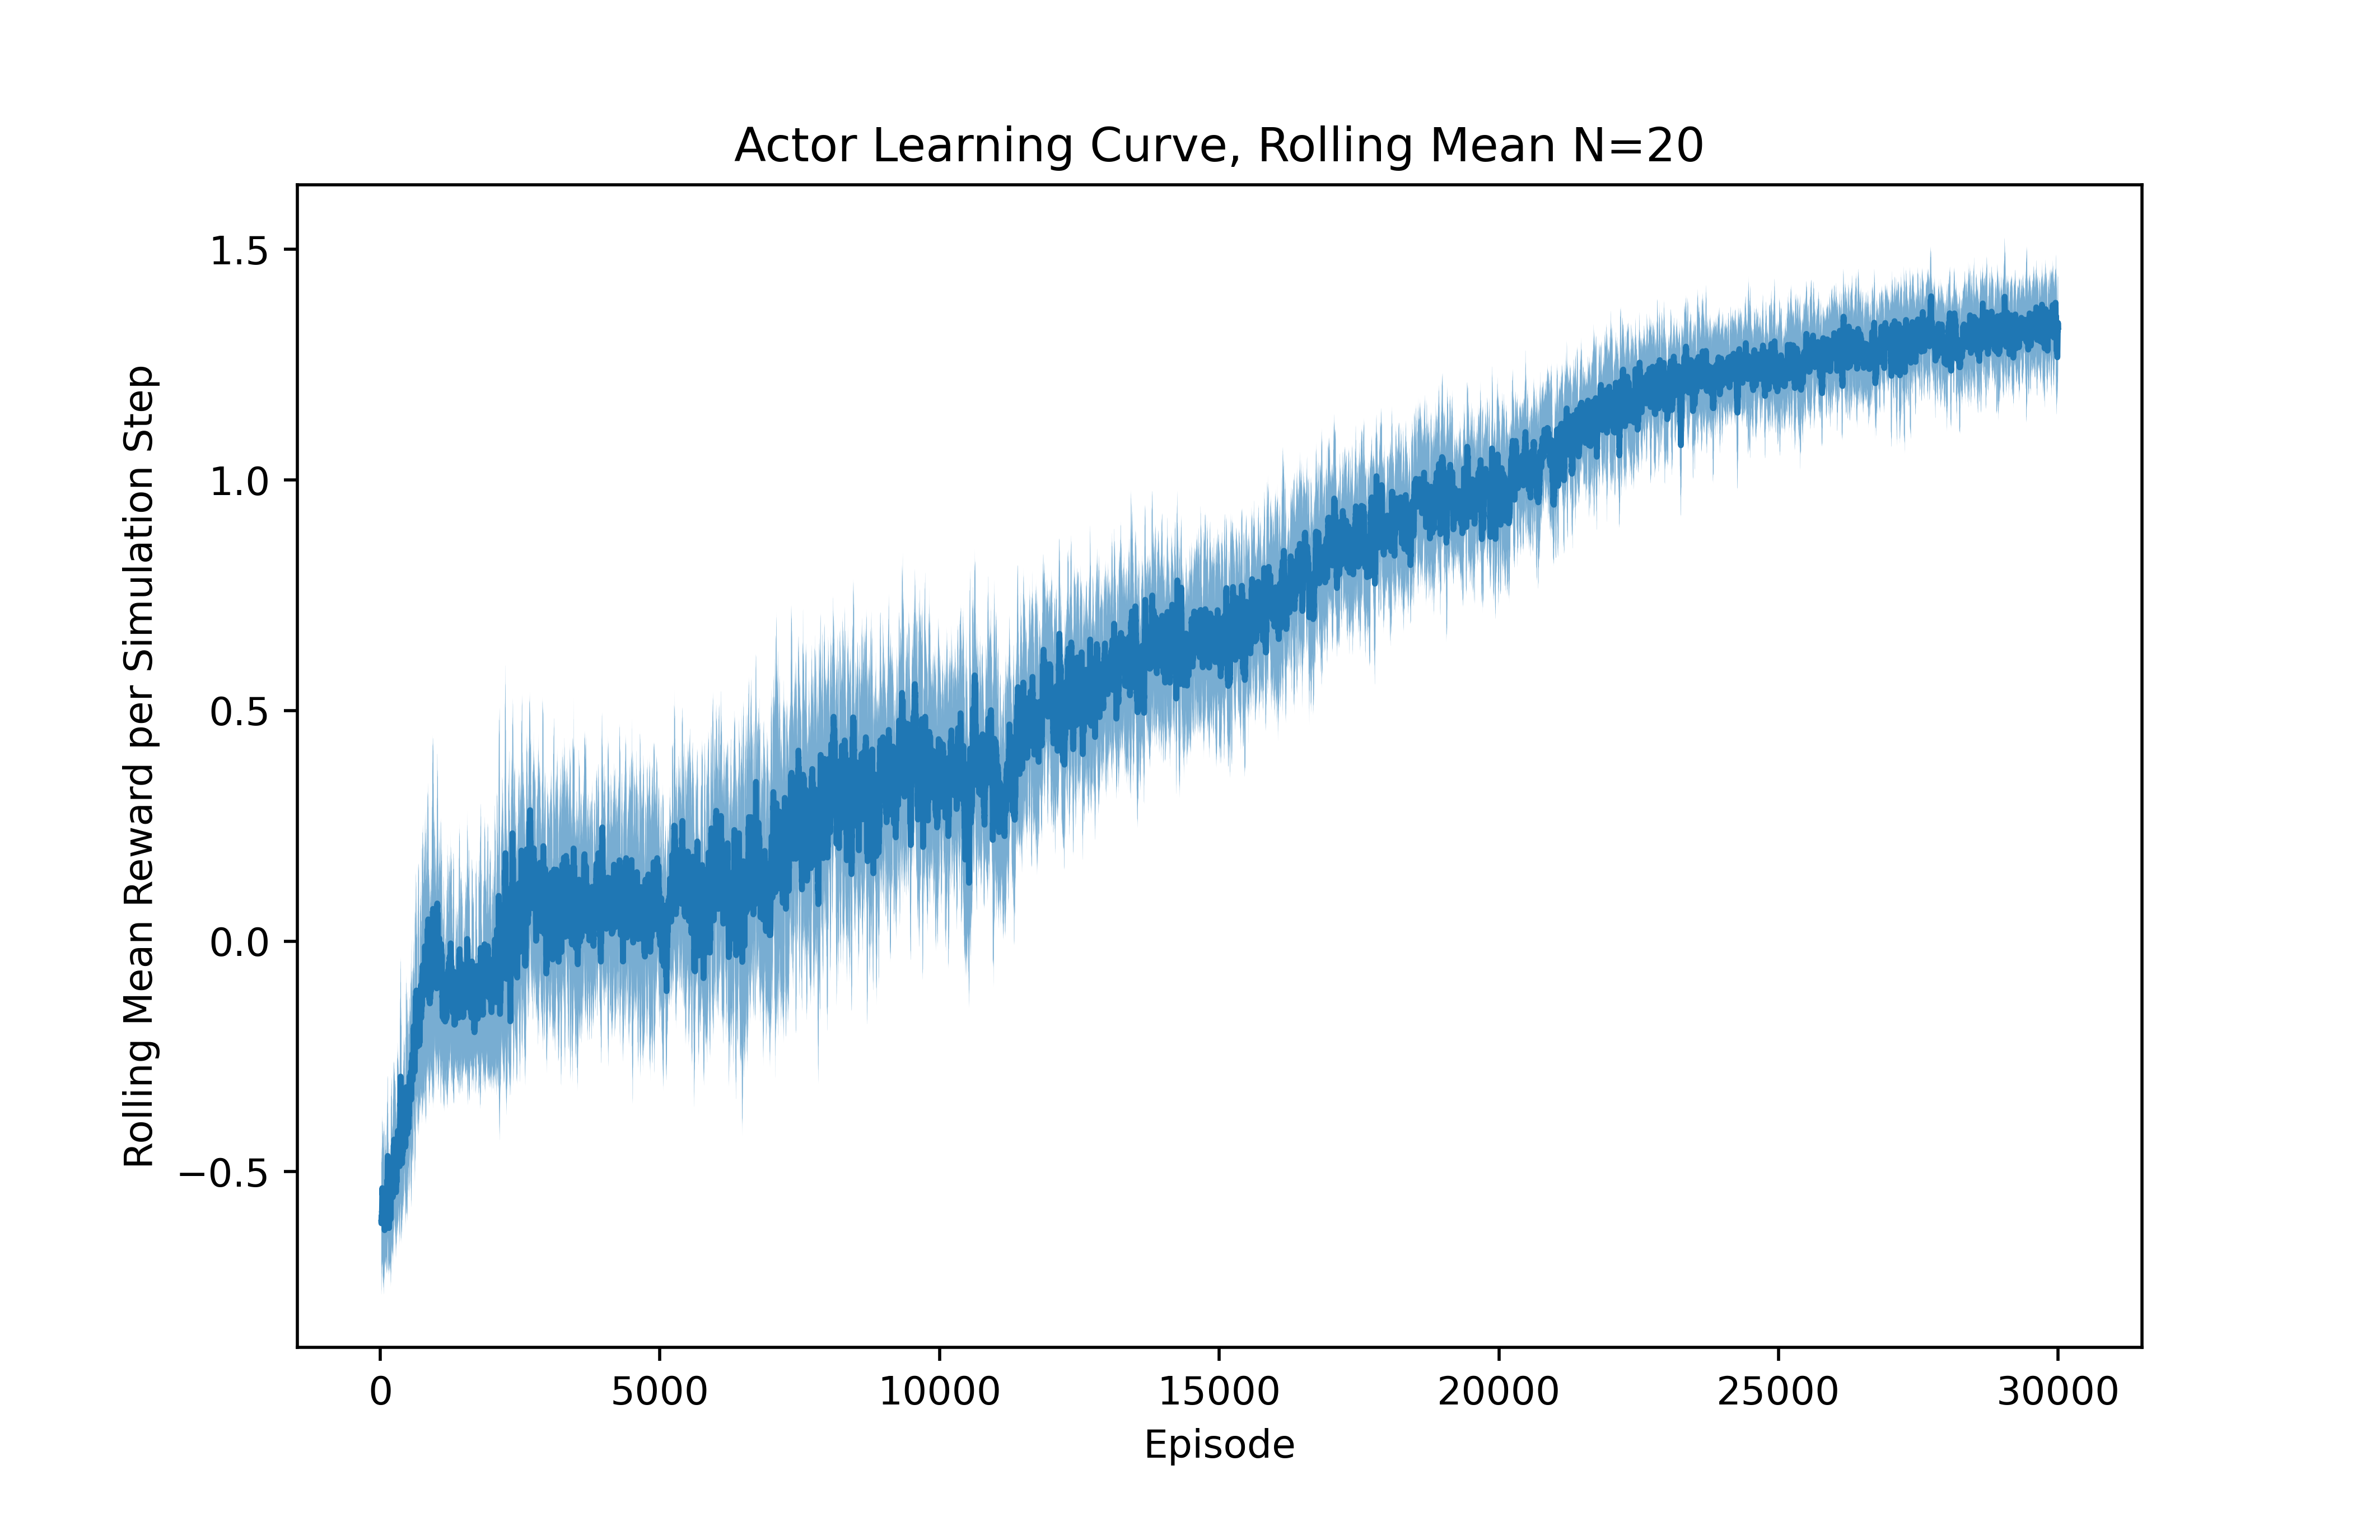 Actor Learning Curve, Rolling Mean N=20
Rolling Mean Reward per Simulation Step
1.5
1.0
0.5
0.0
−0.5
0 5000 10000 15000 20000 25000 30000
Episode